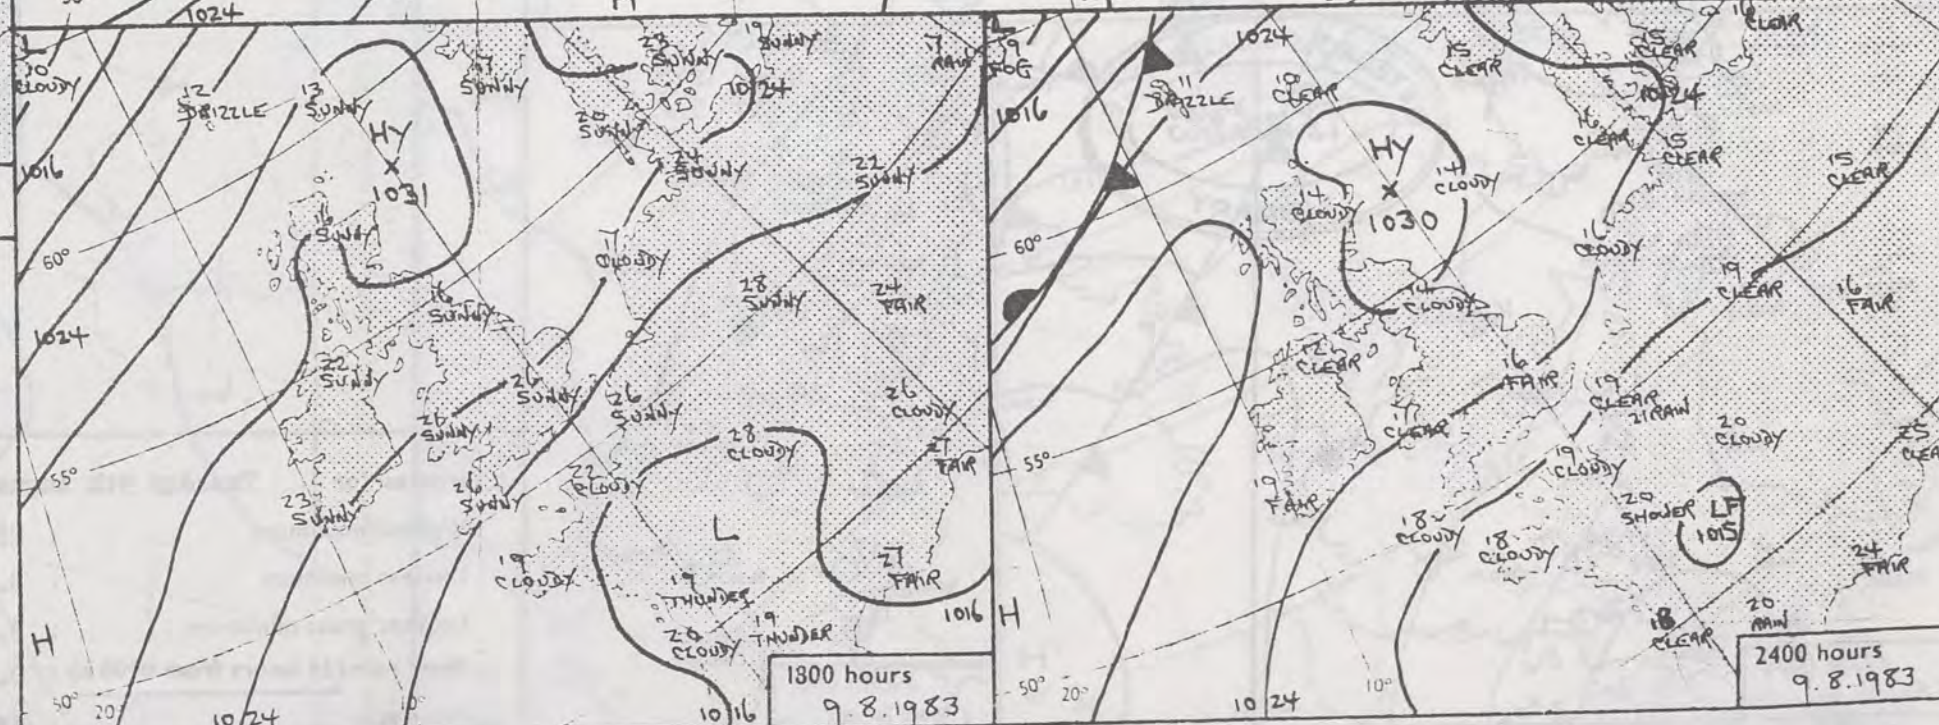 1024
H
L
10
CLOUDY
12
DRIZZLE
13
SUNNY
17
SUNNY
SUNNY
19
SUNNY
17
RAIN
1024
20
SUNNY
24
SUNNY
22
SUNNY
HY
1031
1016
16
SUNNY
60°
17
CLOUDY
28
SUNNY
24
FAIR
16
SUNNY
1024
22
SUNNY
26
SUNNY
26
SUNNY
26
SUNNY
26
CLOUDY
28
CLOUDY
27
FAIR
55°
23
SUNNY
26
SUNNY
22
CLOUDY
L
19
CLOUDY
19
THUNDER
27
FAIR
1016
20
CLOUDY
19
THUNDER
H
50°
20°
1024
10°
1016
1800 hours
9.8.1983
L
9
FOG
1024
11
DRIZZLE
10
CLEAR
15
CLEAR
15
CLEAR
16
CLEAR
1024
1016
16
CLEAR
15
CLEAR
15
CLEAR
HY
1030
14
CLOUDY
14
CLOUDY
60°
16
CLOUDY
19
CLEAR
16
FAIR
14
CLOUDY
12
CLEAR
16
FAIR
19
CLEAR
21 RAIN
CLEAR
20
CLOUDY
25
55°
19
FAIR
19
CLOUDY
20
SHOWER
LF
1015
18
CLOUDY
18
CLOUDY
24
FAIR
H
18
CLEAR
20
RAIN
50°
20°
1024
10°
2400 hours
9.8.1983